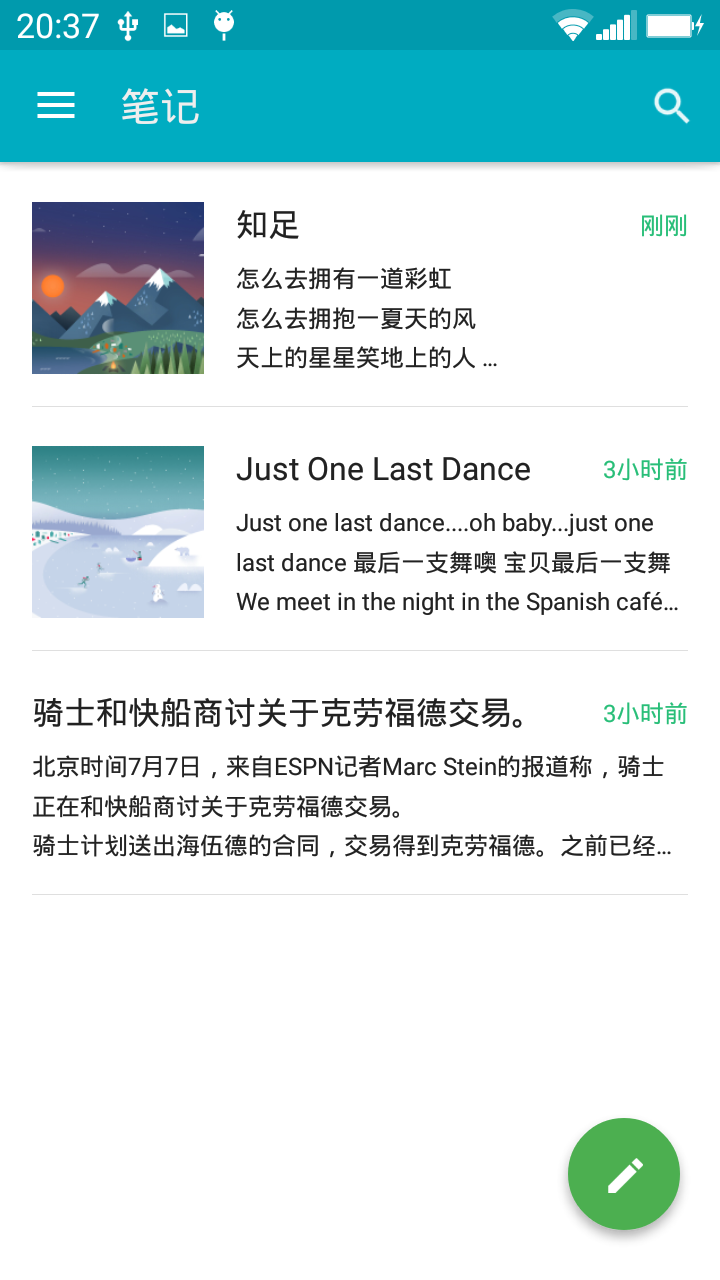 20:37
笔记
知足
刚刚
怎么去拥有一道彩虹
怎么去拥抱一夏天的风
天上的星星笑地上的人 ...
Just One Last Dance
3小时前
Just one last dance....oh baby...just one
last dance 最后一支舞噢 宝贝最后一支舞
We meet in the night in the Spanish café...
骑士和快船商讨关于克劳福德交易。
3小时前
北京时间7月7日，来自ESPN记者Marc Stein的报道称，骑士
正在和快船商讨关于克劳福德交易。
骑士计划送出海伍德的合同，交易得到克劳福德。之前已经...